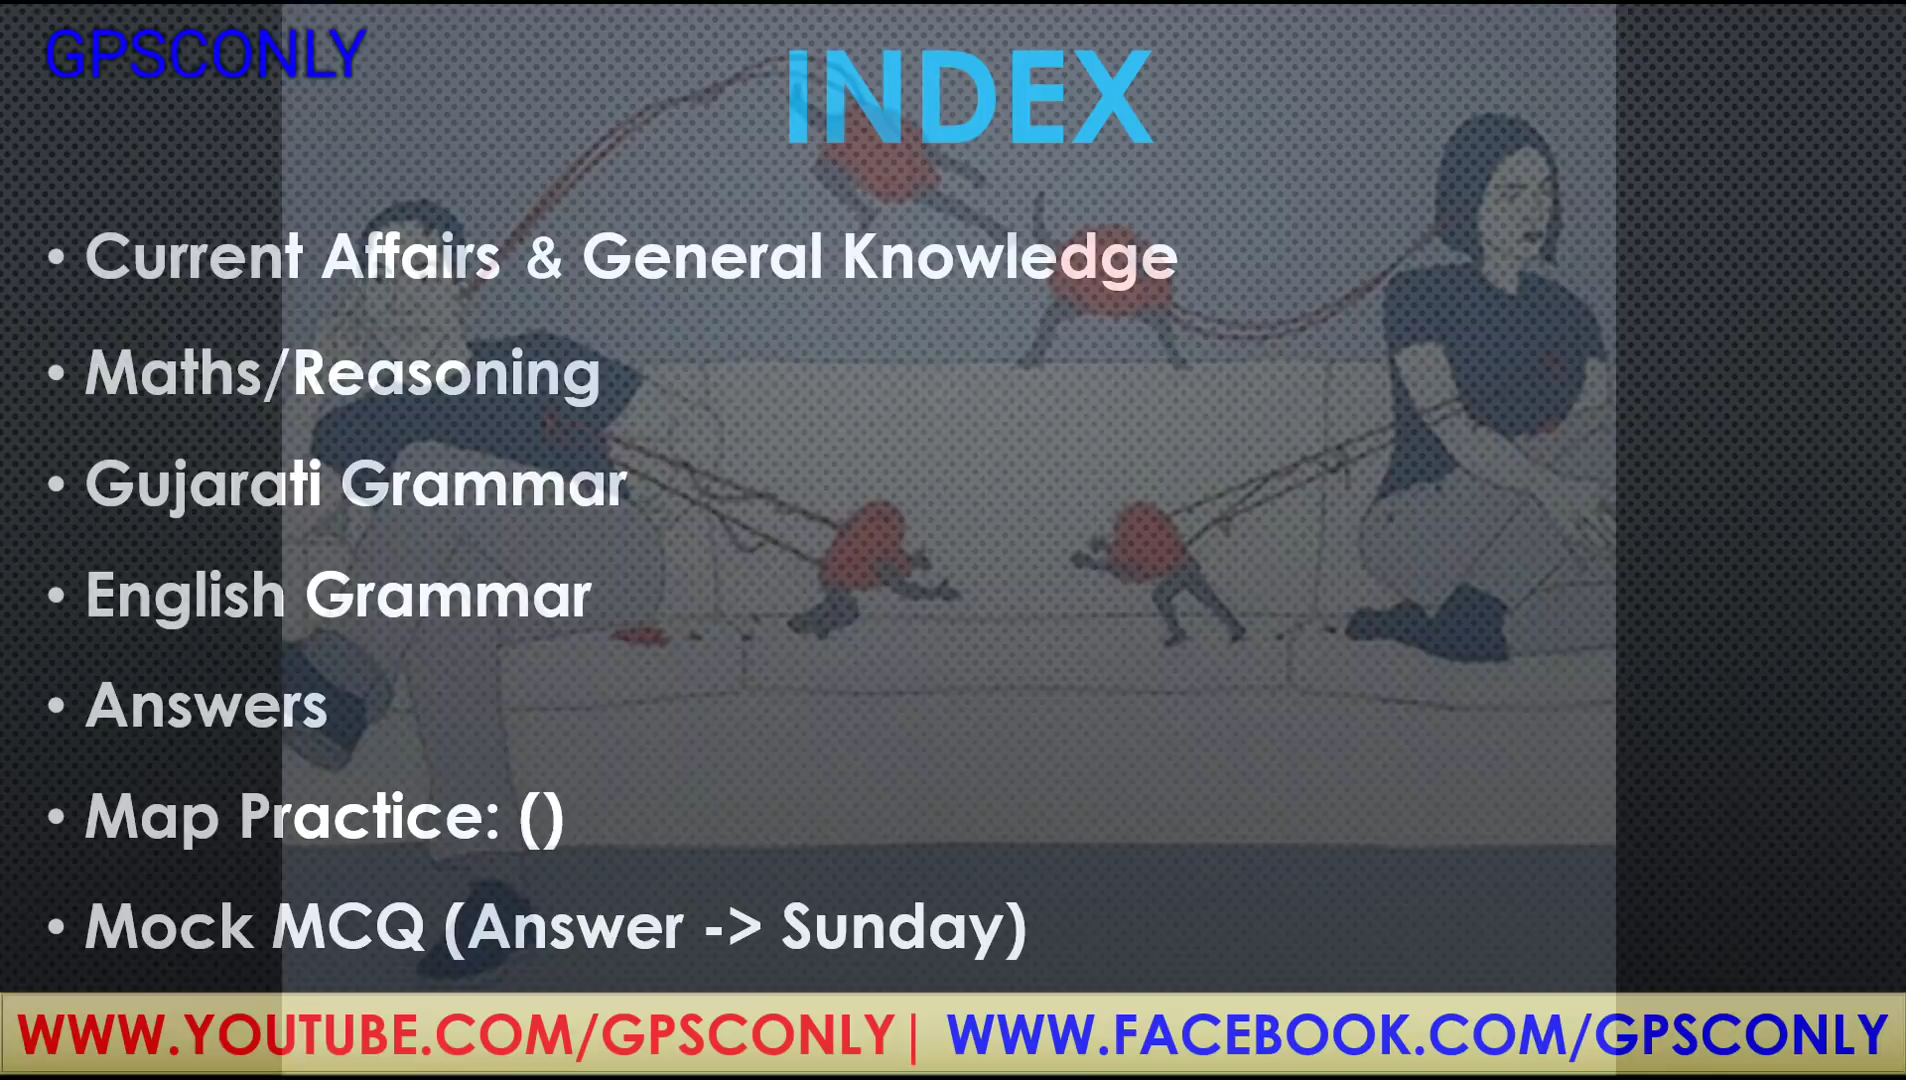 GPSCONLY
INDEX
• Current Affairs & General Knowledge
• Maths/Reasoning
• Gujarati Grammar
• English Grammar
• Answers
• Map Practice: ()
• Mock MCQ (Answer -> Sunday)
WWW.YOUTUBE.COM/GPSCONLY| WWW.FACEBOOK.COM/GPSCONLY